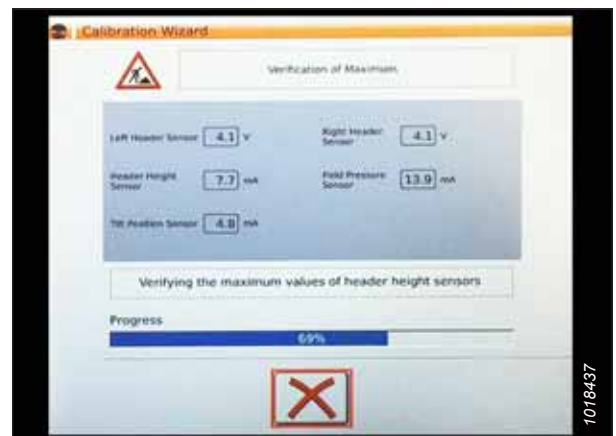 Calibration Wizard
Verification of Maximum
Left Header Sensor 4.1 V
Right Header Sensor 4.1 V
Header Height Sensor 7.7 mA
Field Pressure Sensor 13.9 mA
Tilt Position Sensor 4.8 mA
Verifying the maximum values of header height sensors
Progress
69%
1018437